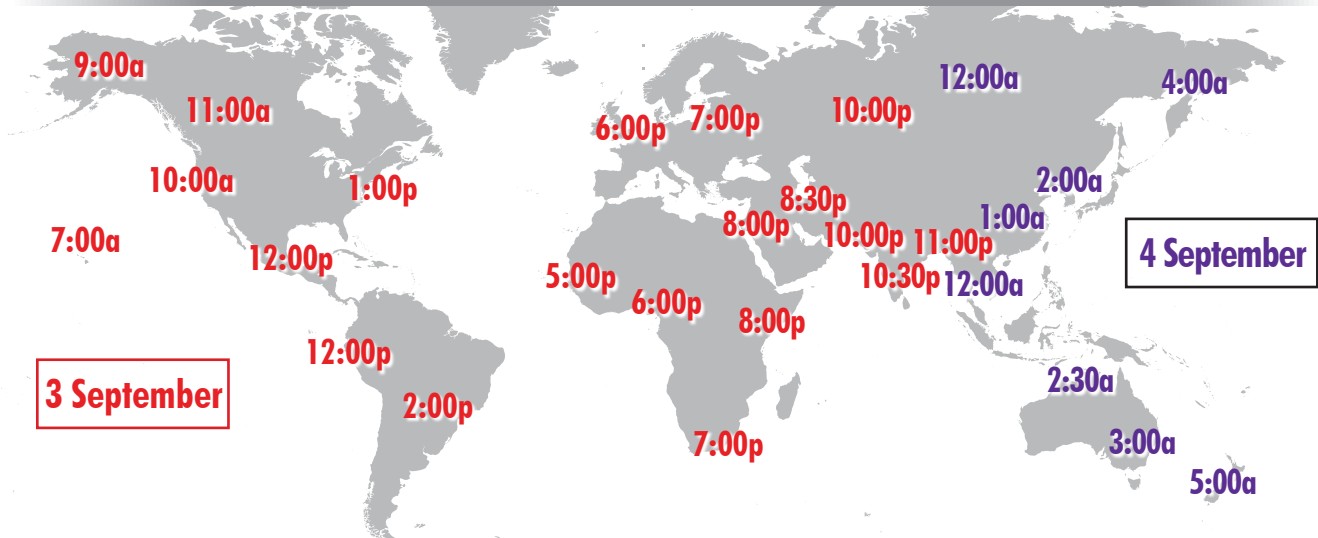 9:00a
12:00a
4:00a
11:00a
10:00p
7:00p
6:00p
10:00a
1:00p
2:00a
8:30p
1:00a
8:00p
10:00p
7:00a
11:00p
4 September
12:00p
5:00p
10:30p
12:00a
6:00p
8:00p
12:00p
2:30a
3 September
2:00p
7:00p
3:00a
5:00a